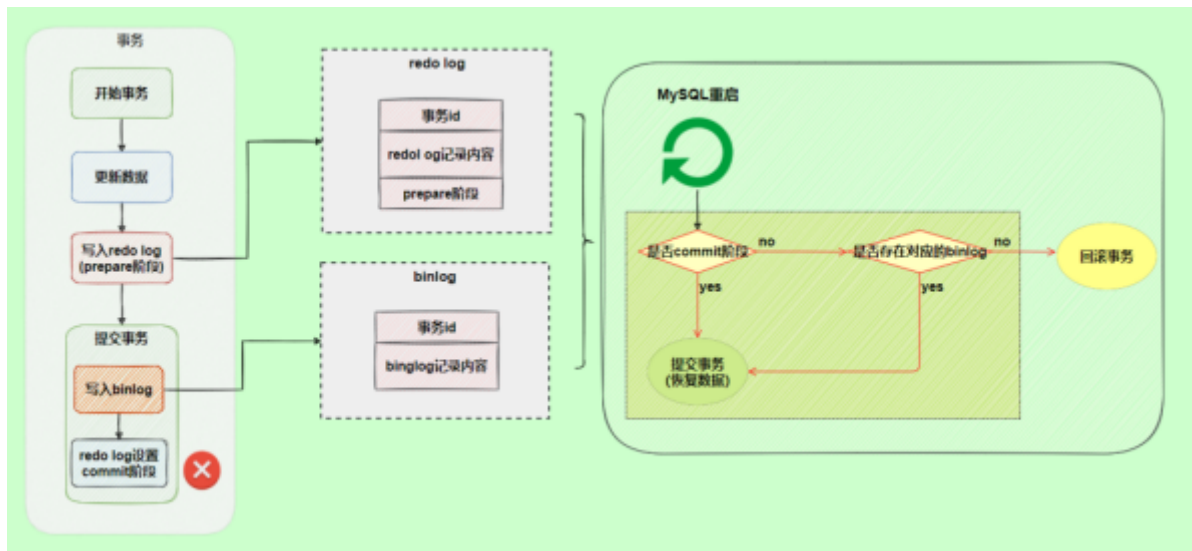 事务
开始事务
更新数据
写入redo log
(prepare阶段)
提交事务
写入binlog
redo log设置
commit阶段
redo log
事务id
redol og记录内容
prepare阶段
binlog
事务id
binglog记录内容
MySQL重启
是否commit阶段
no
是否存在对应的binlog
no
回滚事务
yes
yes
提交事务
(恢复数据)